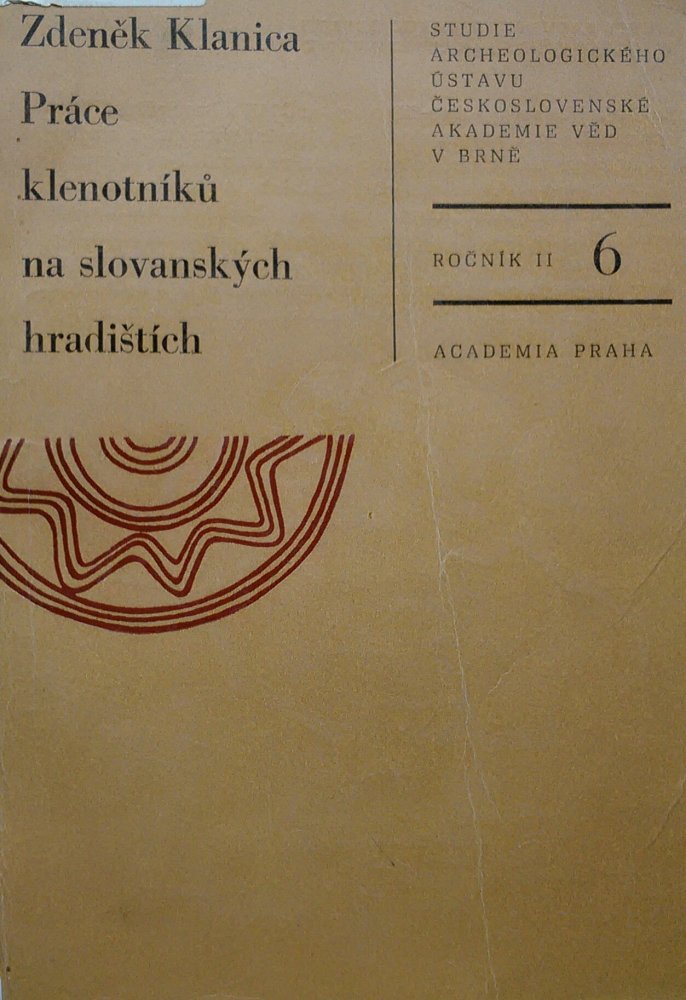 Zdeněk Klanica
Práce
klenotníků
na slovanských
hradištích
STUDIE
ARCHEOLOGICKÉHO
ÚSTAVU
ČESKOSLOVENSKÉ
AKADEMIE VĚD
V BRNĚ
ROČNÍK II 6
ACADEMIA PRAHA